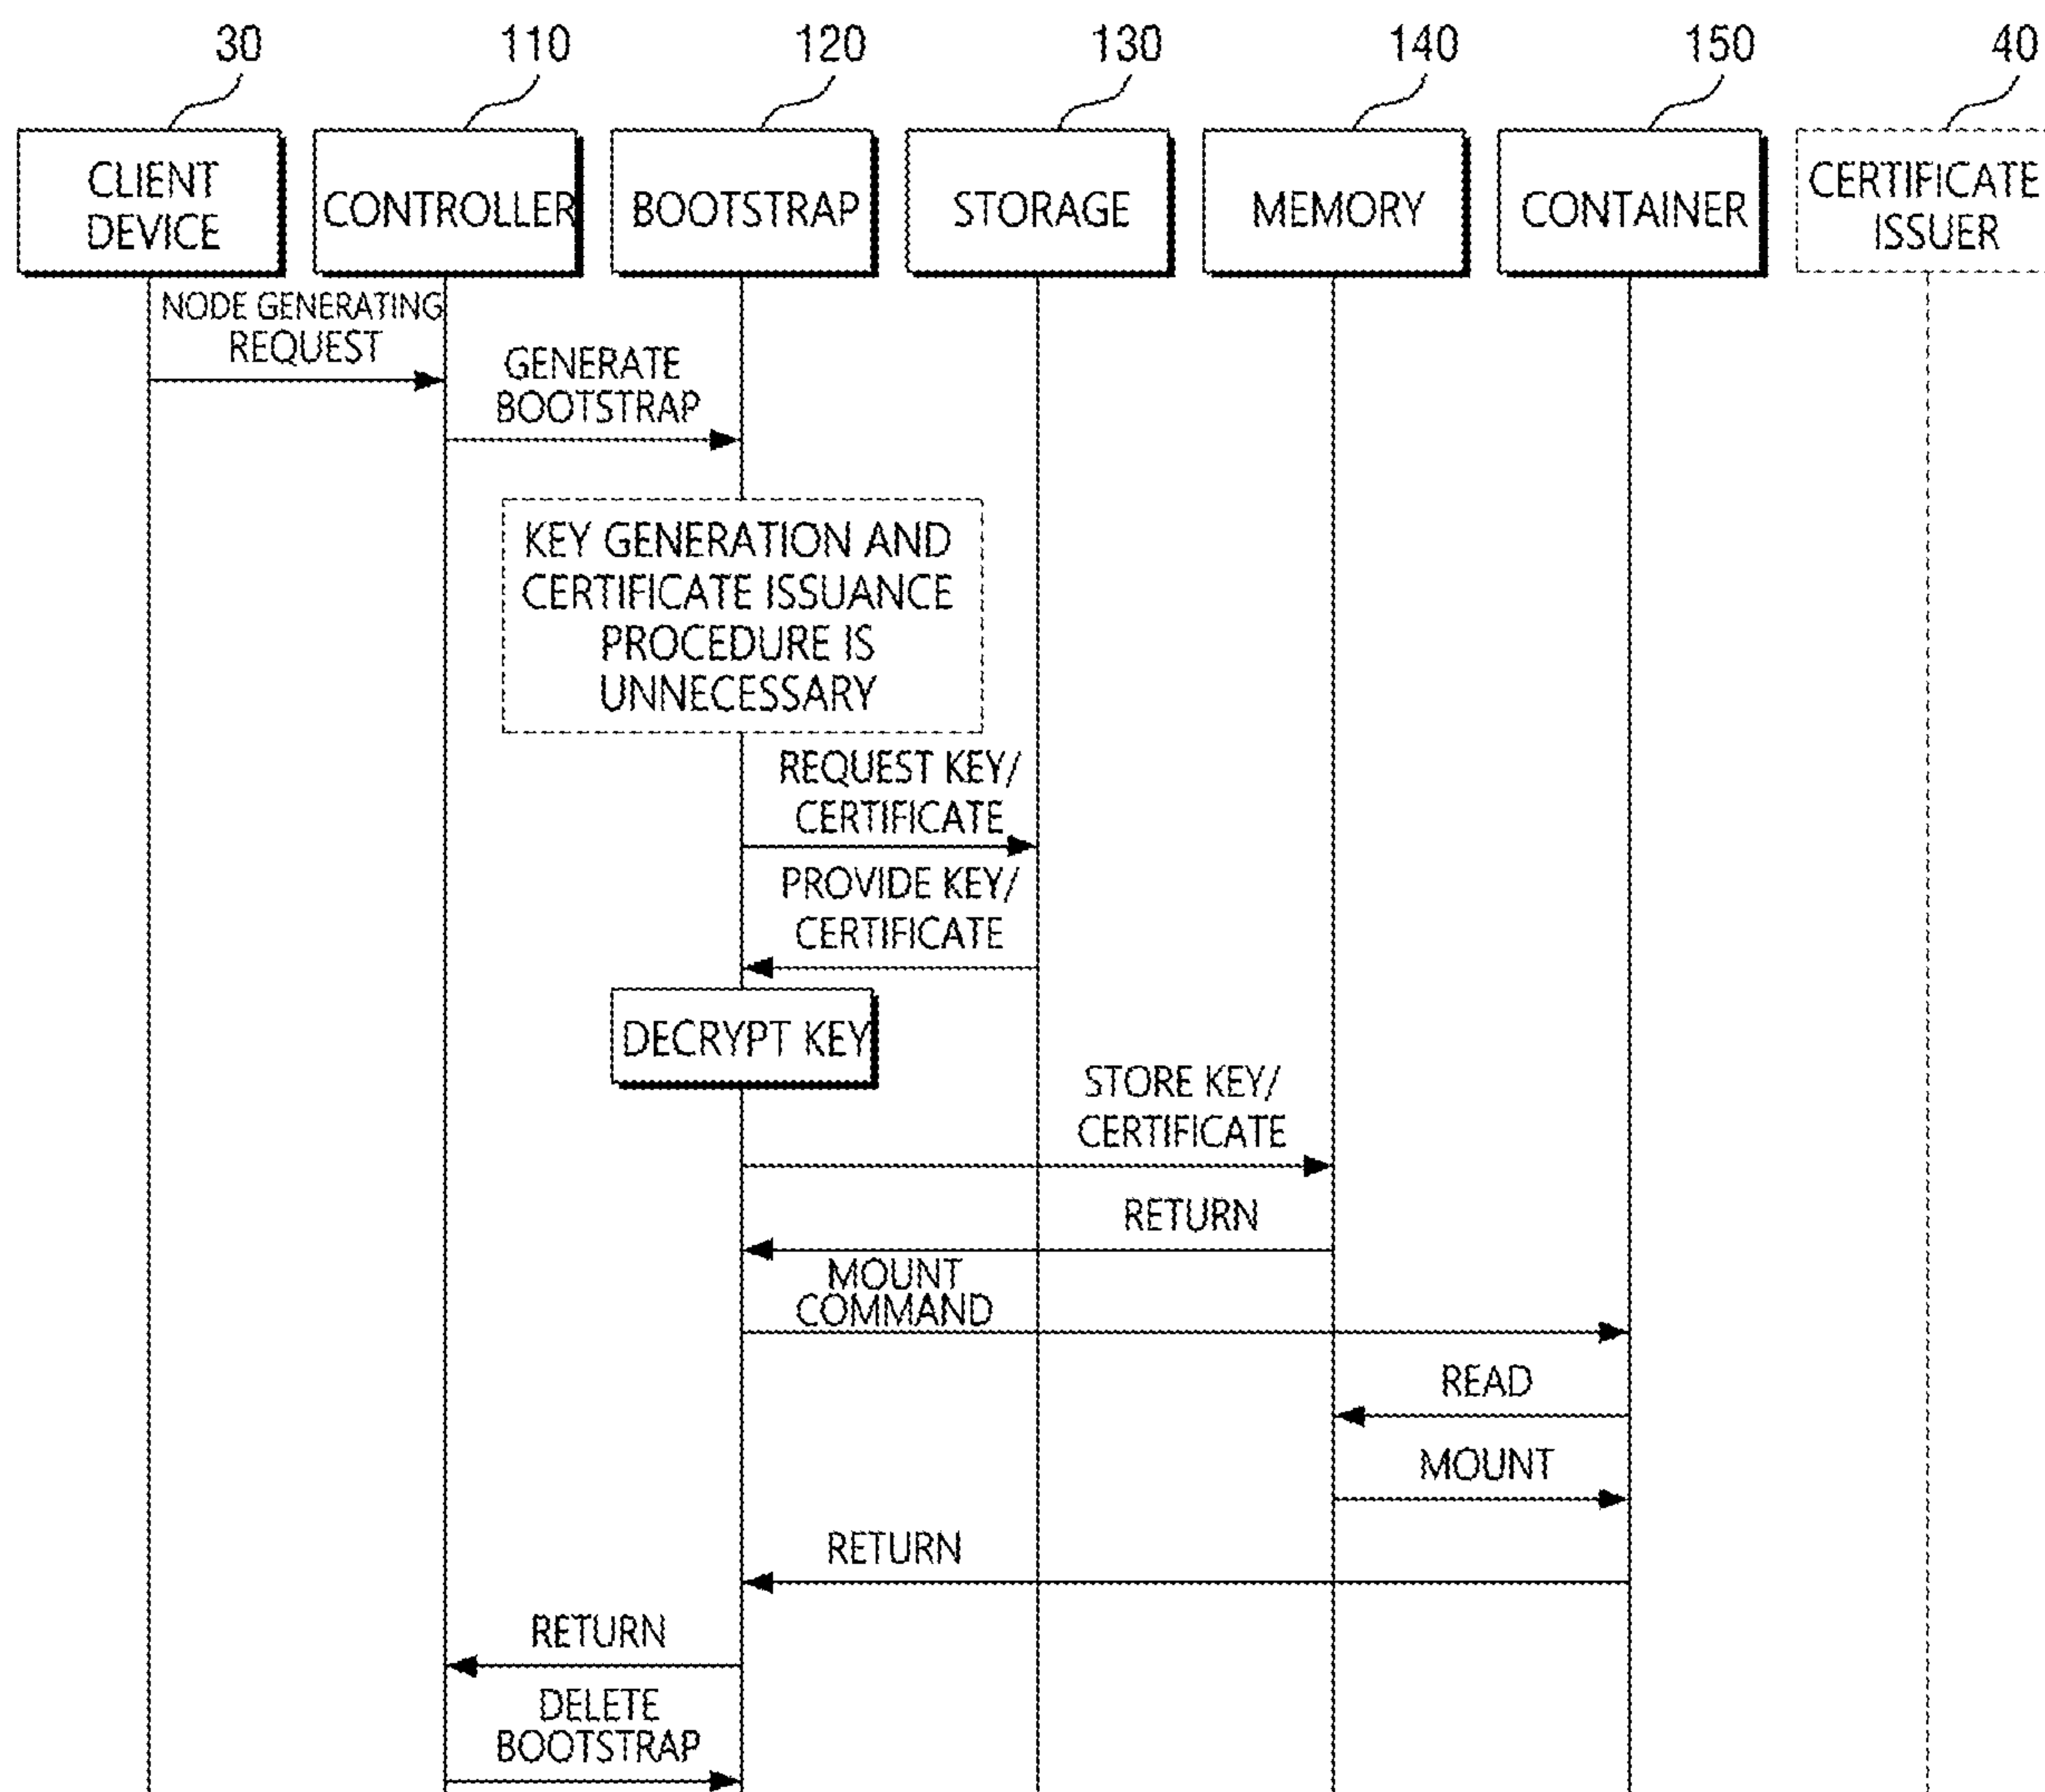 30
110
120
130
140
150
40
CLIENT
DEVICE
CONTROLLER
BOOTSTRAP
STORAGE
MEMORY
CONTAINER
CERTIFICATE
ISSUER
NODE GENERATING
REQUEST
GENERATE
BOOTSTRAP
KEY GENERATION AND
CERTIFICATE ISSUANCE
PROCEDURE IS
UNNECESSARY
REQUEST KEY/
CERTIFICATE
PROVIDE KEY/
CERTIFICATE
DECRYPT KEY
STORE KEY/
CERTIFICATE
RETURN
MOUNT
COMMAND
READ
MOUNT
RETURN
RETURN
DELETE
BOOTSTRAP